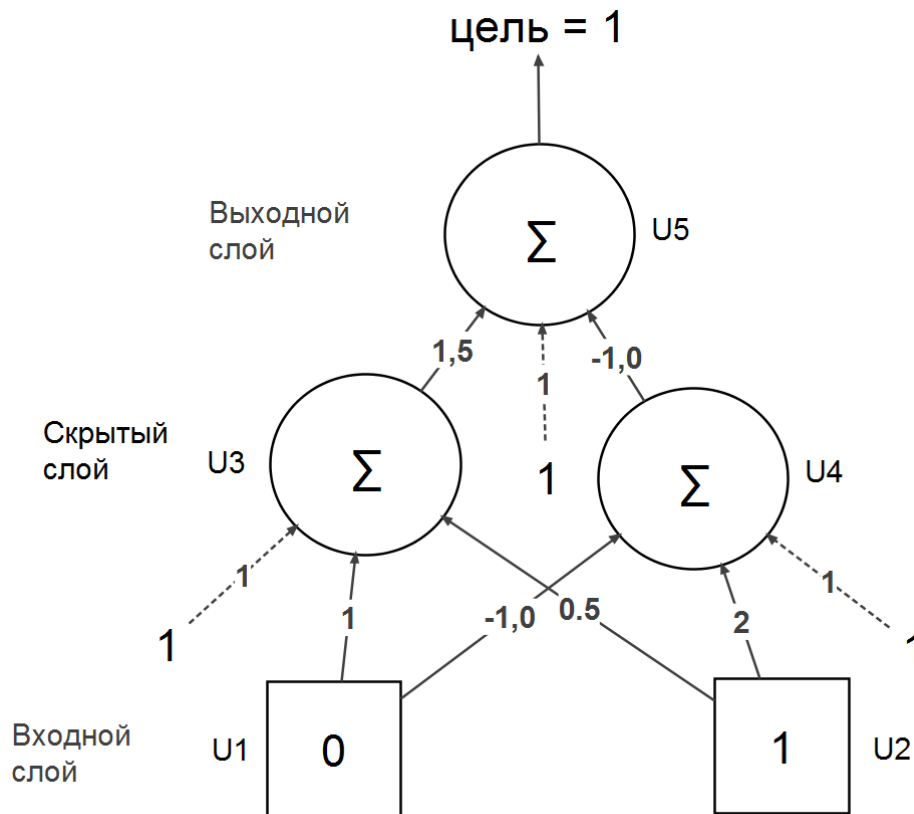 цель = 1
Выходной
слой
Σ
U5
1,5
1
-1,0
Скрытый
слой
U3
Σ
1
Σ
U4
1
1
-1,0
0.5
2
1
1
1
Входной
слой
U1
0
1
U2